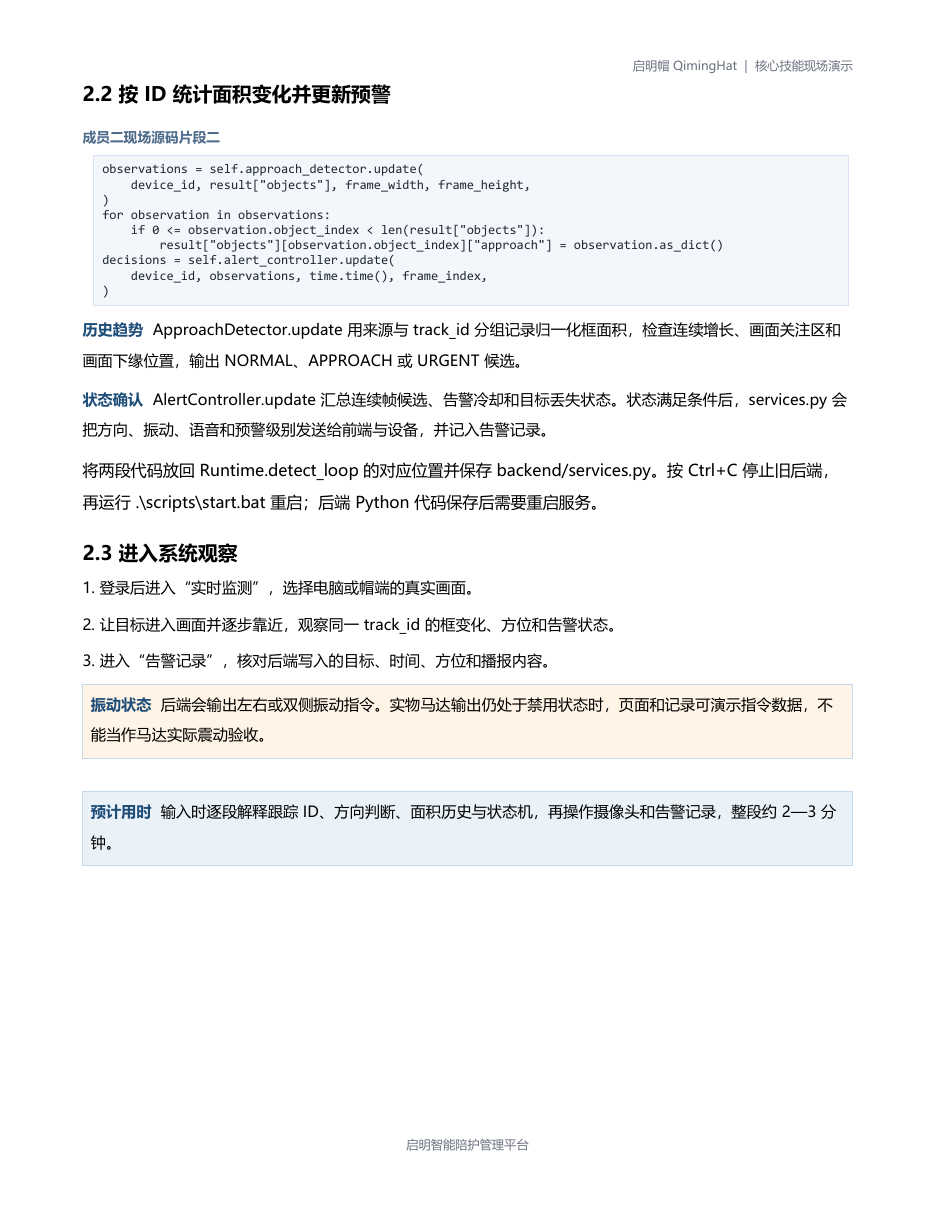 启明帽 QimingHat | 核心技能现场演示
2.2 按 ID 统计面积变化并更新预警
成员二现场源码片段二
observations = self.approach_detector.update(
    device_id, result["objects"], frame_width, frame_height,
)
for observation in observations:
    if 0 <= observation.object_index < len(result["objects"]):
        result["objects"][observation.object_index]["approach"] = observation.as_dict()
decisions = self.alert_controller.update(
    device_id, observations, time.time(), frame_index,
)
历史趋势 ApproachDetector.update 用来源与 track_id 分组记录归一化框面积，检查连续增长、画面关注区和
画面下缘位置，输出 NORMAL、APPROACH 或 URGENT 候选。
状态确认 AlertController.update 汇总连续帧候选、告警冷却和目标丢失状态。状态满足条件后，services.py 会
把方向、振动、语音和预警级别发送给前端与设备，并记入告警记录。
将两段代码放回 Runtime.detect_loop 的对应位置并保存 backend/services.py。按 Ctrl+C 停止旧后端，
再运行 .\scripts\start.bat 重启；后端 Python 代码保存后需要重启服务。
2.3 进入系统观察
1. 登录后进入“实时监测”，选择电脑或帽端的真实画面。
2. 让目标进入画面并逐步靠近，观察同一 track_id 的框变化、方位和告警状态。
3. 进入“告警记录”，核对后端写入的目标、时间、方位和播报内容。
振动状态 后端会输出左右或双侧振动指令。实物马达输出仍处于禁用状态时，页面和记录可演示指令数据，不
能当作马达实际震动验收。
预计用时 输入时逐段解释跟踪 ID、方向判断、面积历史与状态机，再操作摄像头和告警记录，整段约 2—3 分
钟。
启明智能陪护管理平台